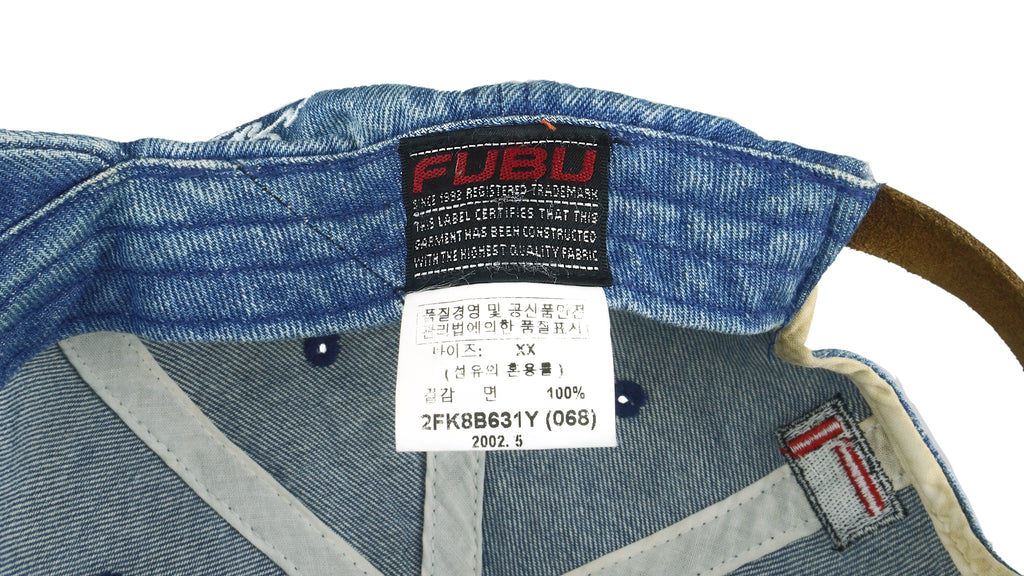 FUBU
SINCE 1992 REGISTERED TRADEMARK
THIS LABEL CERTIFIES THAT THIS
GARMENT HAS BEEN CONSTRUCTED
WITH THE HIGHEST QUALITY FABRIC
품질경영 및 공산품안전
관리법에의한 품질표시
사이즈: XX
(섬유의 혼용률)
겉감 면 100%
2FK8B631Y (068)
2002. 5